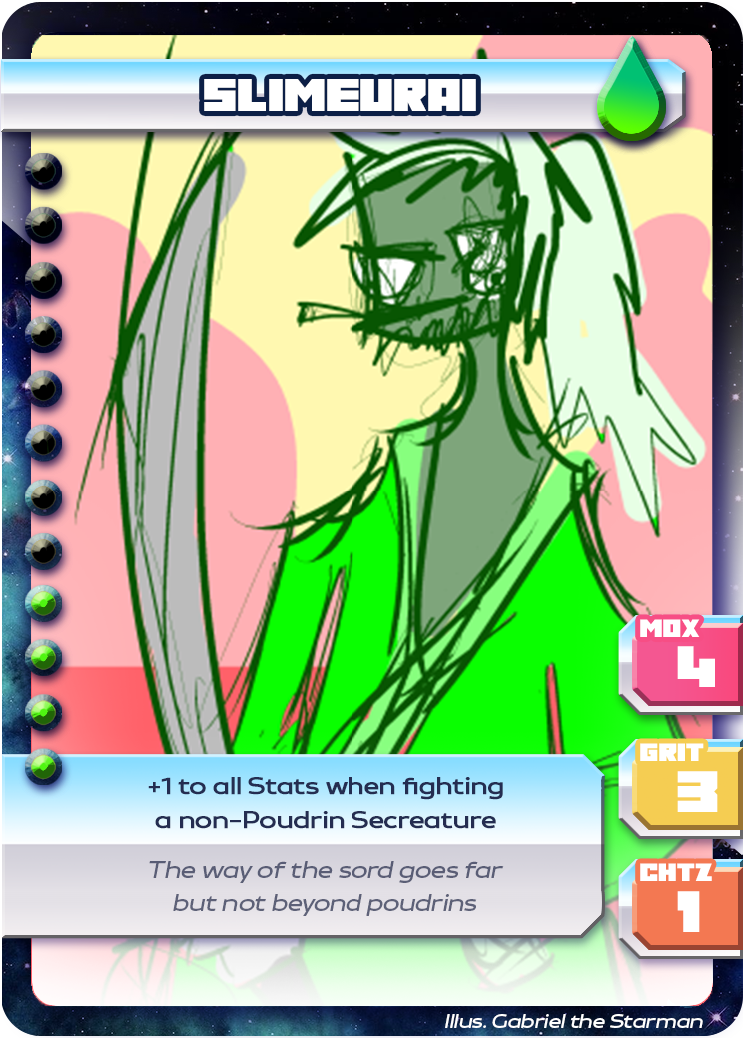 SLIMEURAI
MOX
4
GRIT
3
CHTZ
1
+1 to all Stats when fighting
a non-Poudrin Secreature
The way of the sord goes far
but not beyond poudrins
Illus. Gabriel the Starman